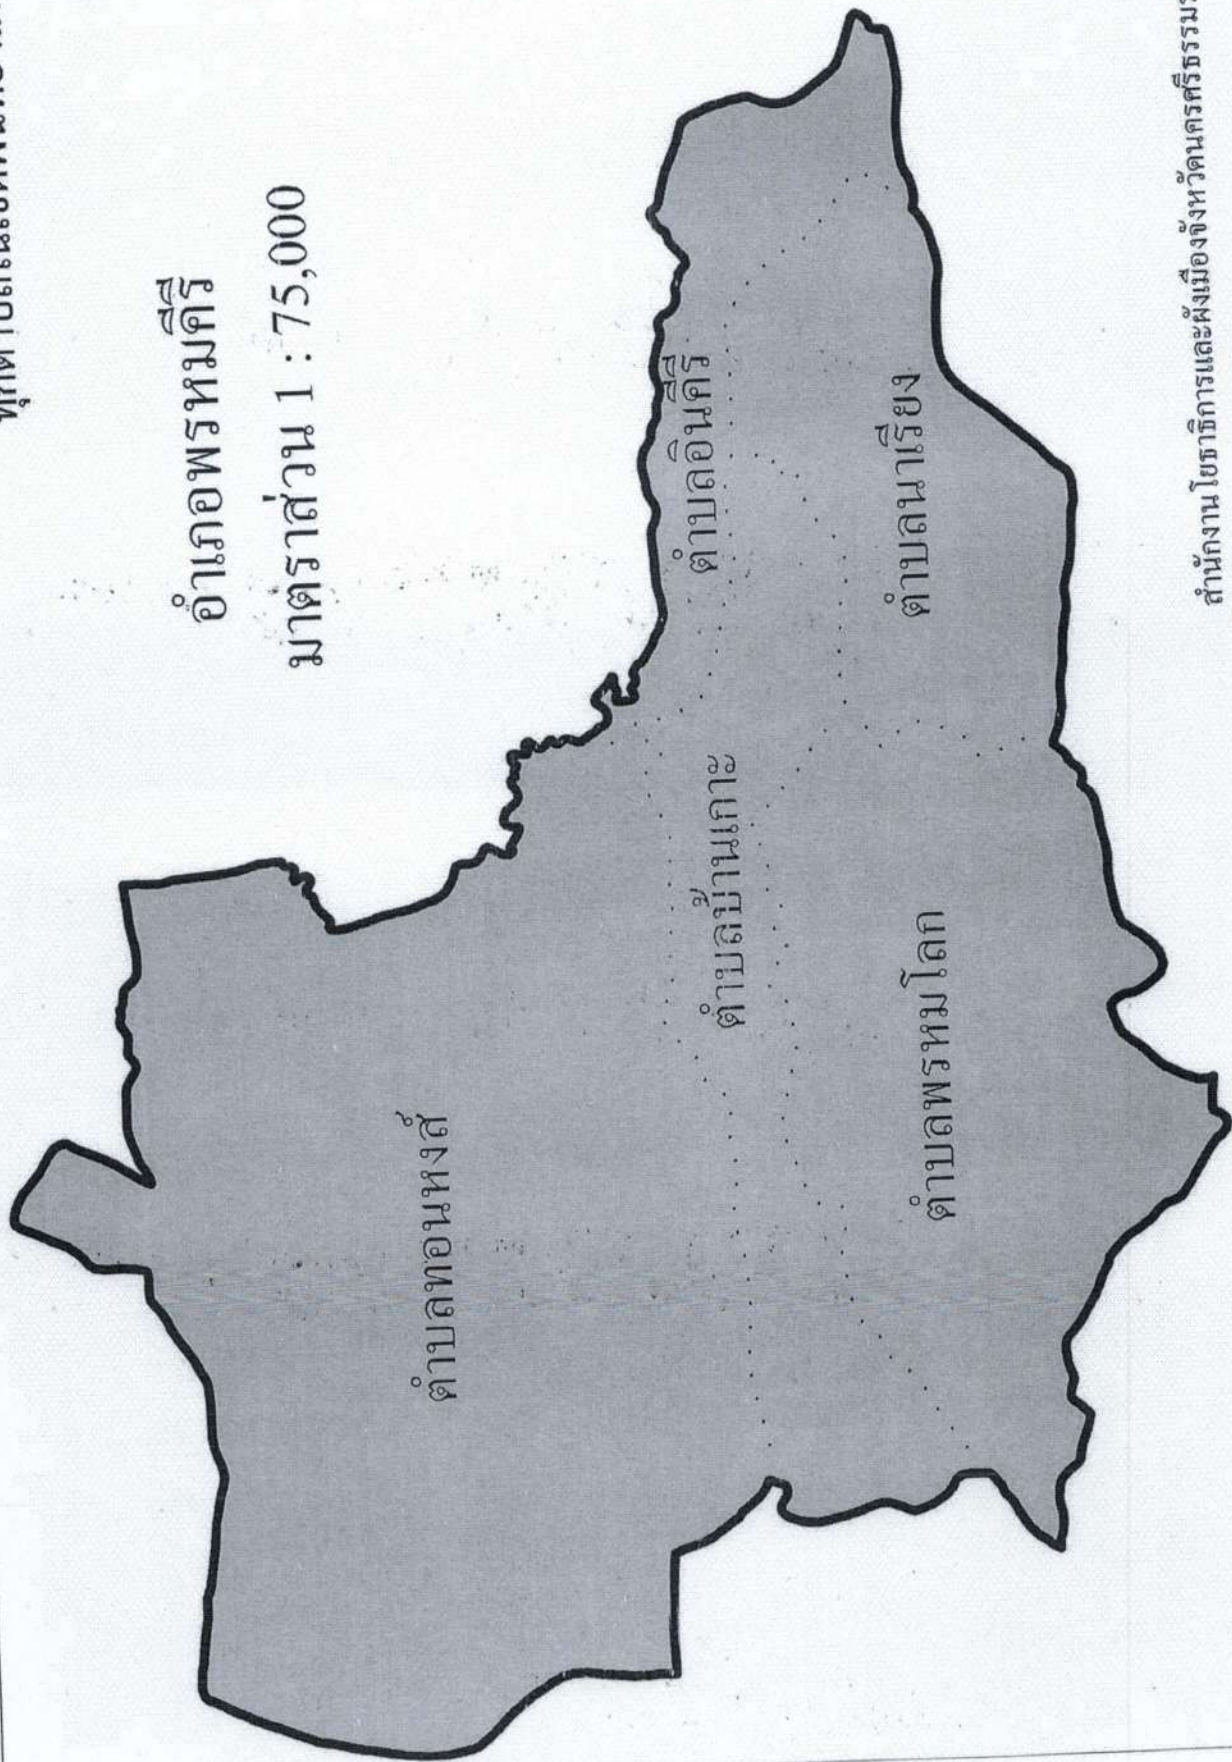 อำเภอพรหมคีรี
มาตราส่วน 1 : 75,000
ตำบลทอนหงส์
ตำบลบ้านเกาะ
ตำบลอินคีรี
ตำบลพรหมโลก
ตำบลนาเรียง
สำนักงานโยธาธิการและผังเมืองจังหวัดนครศรีธรรม